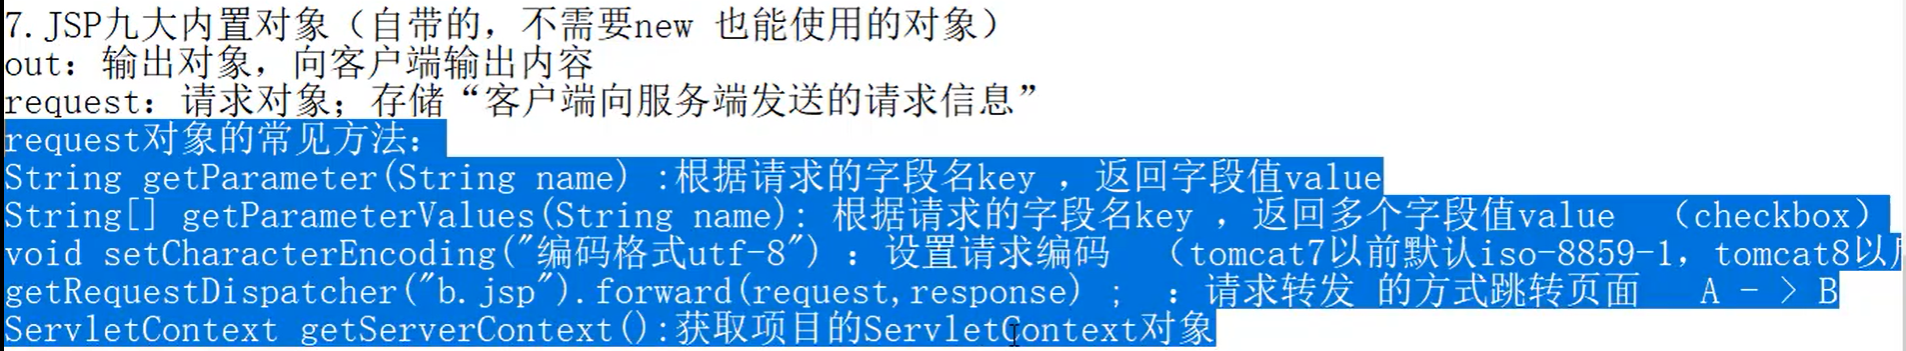 7.JSP九大内置对象（自带的，不需要new 也能使用的对象）
out：输出对象，向客户端输出内容
request：请求对象；存储“客户端向服务端发送的请求信息”
request对象的常见方法：
String getParameter(String name) :根据请求的字段名key ，返回字段值value
String[] getParameterValues(String name): 根据请求的字段名key ，返回多个字段值value （checkbox）
void setCharacterEncoding("编码格式utf-8") ：设置请求编码 （tomcat7以前默认iso-8859-1，tomcat8以
getRequestDispatcher("b.jsp").forward(request,response) ; ：请求转发 的方式跳转页面 A - > B
ServletContext getServerContext():获取项目的ServletContext对象